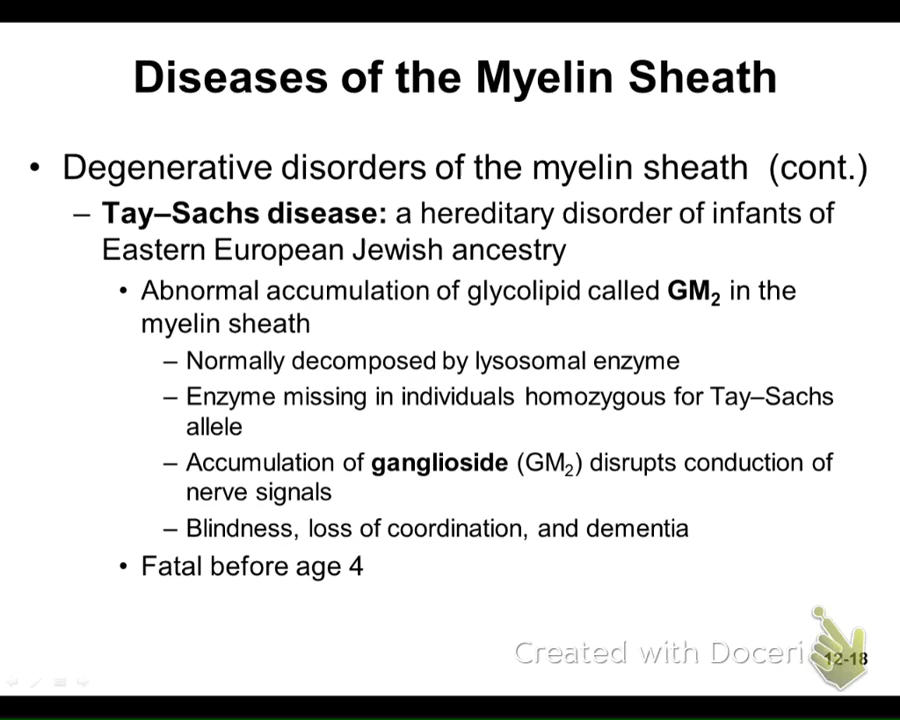 Diseases of the Myelin Sheath
• Degenerative disorders of the myelin sheath (cont.)
– Tay–Sachs disease: a hereditary disorder of infants of
Eastern European Jewish ancestry
• Abnormal accumulation of glycolipid called GM₂ in the
myelin sheath
– Normally decomposed by lysosomal enzyme
– Enzyme missing in individuals homozygous for Tay–Sachs
allele
– Accumulation of ganglioside (GM₂) disrupts conduction of
nerve signals
– Blindness, loss of coordination, and dementia
• Fatal before age 4
Created with Doceri
12-18